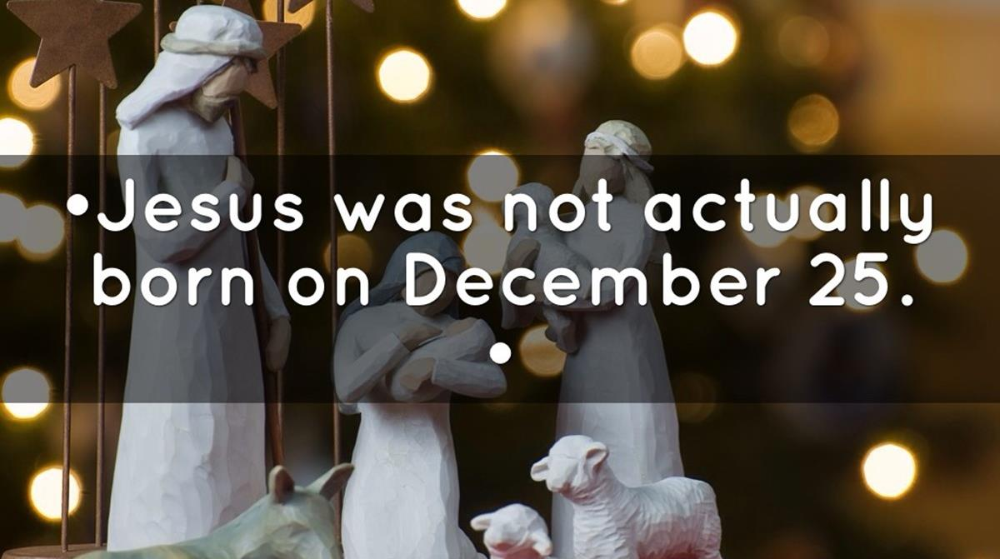 •Jesus was not actually
born on December 25.
•